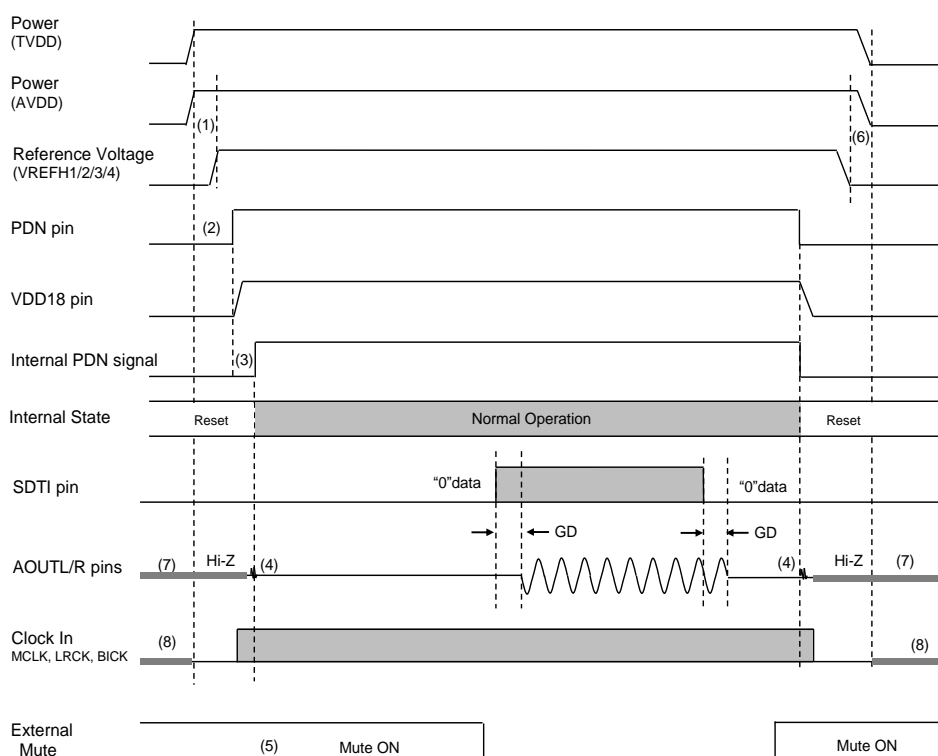 Power
(TVDD)
Power
(AVDD)
(1)
(6)
Reference Voltage
(VREFH1/2/3/4)
PDN pin
(2)
VDD18 pin
Internal PDN signal
(3)
Internal State
Reset
Normal Operation
Reset
SDTI pin
“0”data
“0”data
GD
GD
AOUTL/R pins
(7)
Hi-Z
(4)
(4)
Hi-Z
(7)
Clock In
MCLK, LRCK, BICK
(8)
(8)
External
Mute
(5)
Mute ON
Mute ON